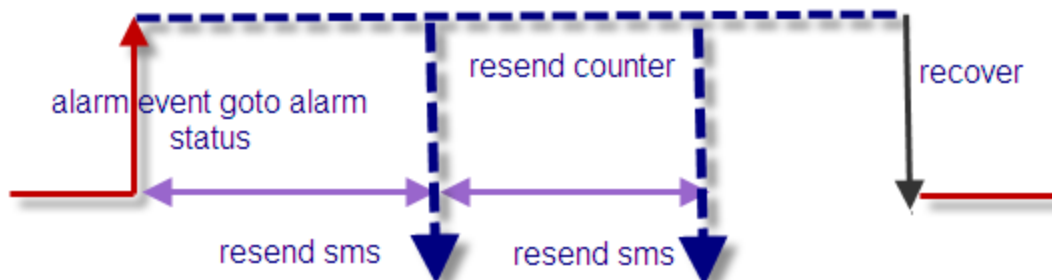 resend counter
recover
alarm event goto alarm
status
resend sms
resend sms